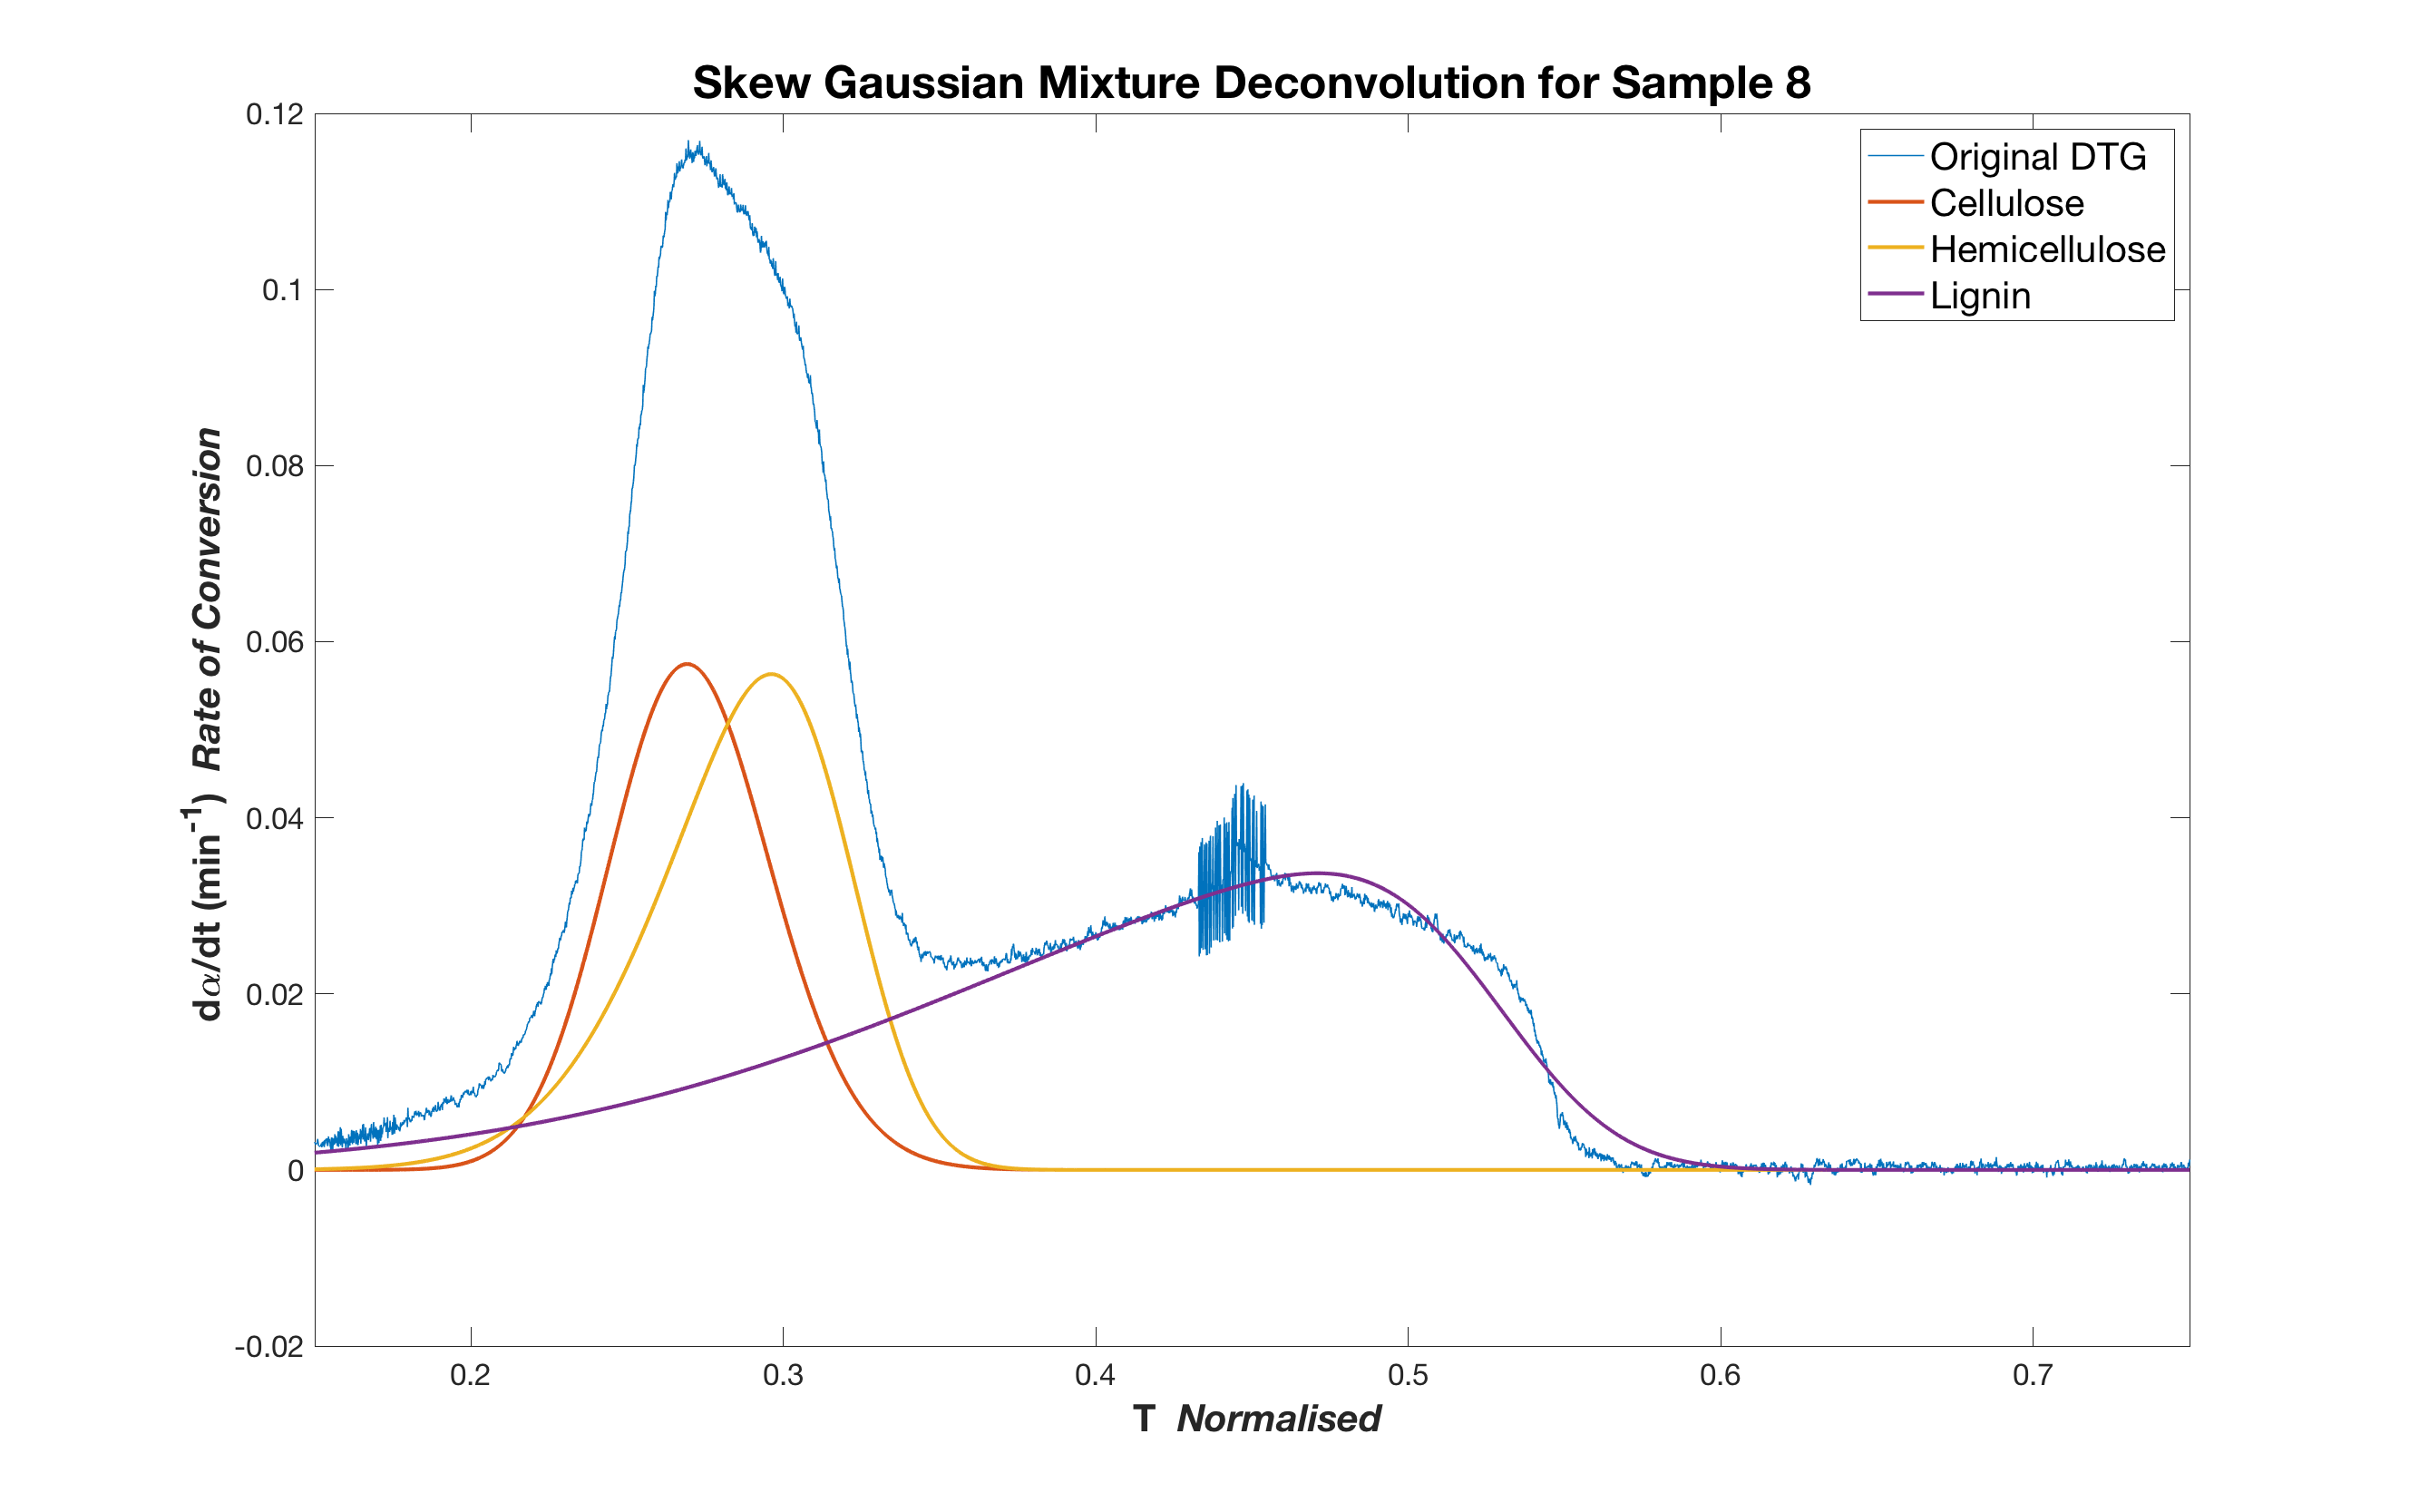 Skew Gaussian Mixture Deconvolution for Sample 8
0.12
0.1
0.08
0.06
0.04
0.02
0
-0.02
dα/dt (min-1) Rate of Conversion
Original DTG
Cellulose
Hemicellulose
Lignin
0.2 0.3 0.4 0.5 0.6 0.7
T Normalised